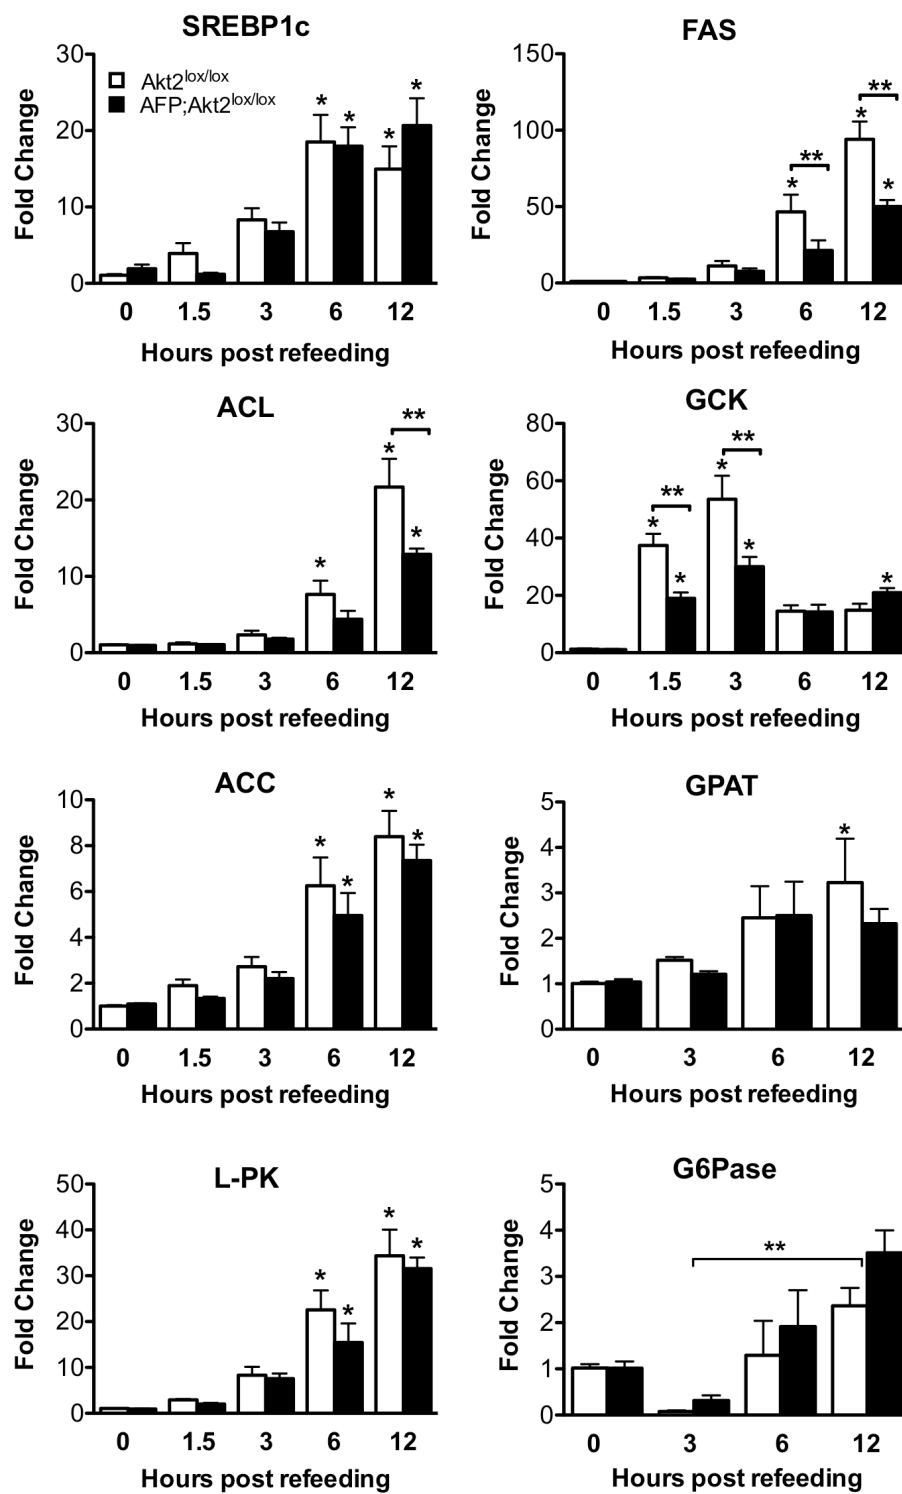 SREBP1c
30
20
10
0
Fold Change
Akt2lox/lox
AFP;Akt2lox/lox
* * * *
0 1.5 3 6 12
Hours post refeeding
FAS
150
100
50
0
Fold Change
**
*
**
* *
0 1.5 3 6 12
Hours post refeeding
ACL
30
20
10
0
Fold Change
**
*
* *
0 1.5 3 6 12
Hours post refeeding
GCK
80
60
40
20
0
Fold Change
**
*
**
* *
* *
0 1.5 3 6 12
Hours post refeeding
ACC
10
8
6
4
2
0
Fold Change
* * * *
0 1.5 3 6 12
Hours post refeeding
GPAT
5
4
3
2
1
0
Fold Change
*
0 3 6 12
Hours post refeeding
L-PK
50
40
30
20
10
0
Fold Change
* * * *
0 1.5 3 6 12
Hours post refeeding
G6Pase
5
4
3
2
1
0
Fold Change
**
0 3 6 12
Hours post refeeding